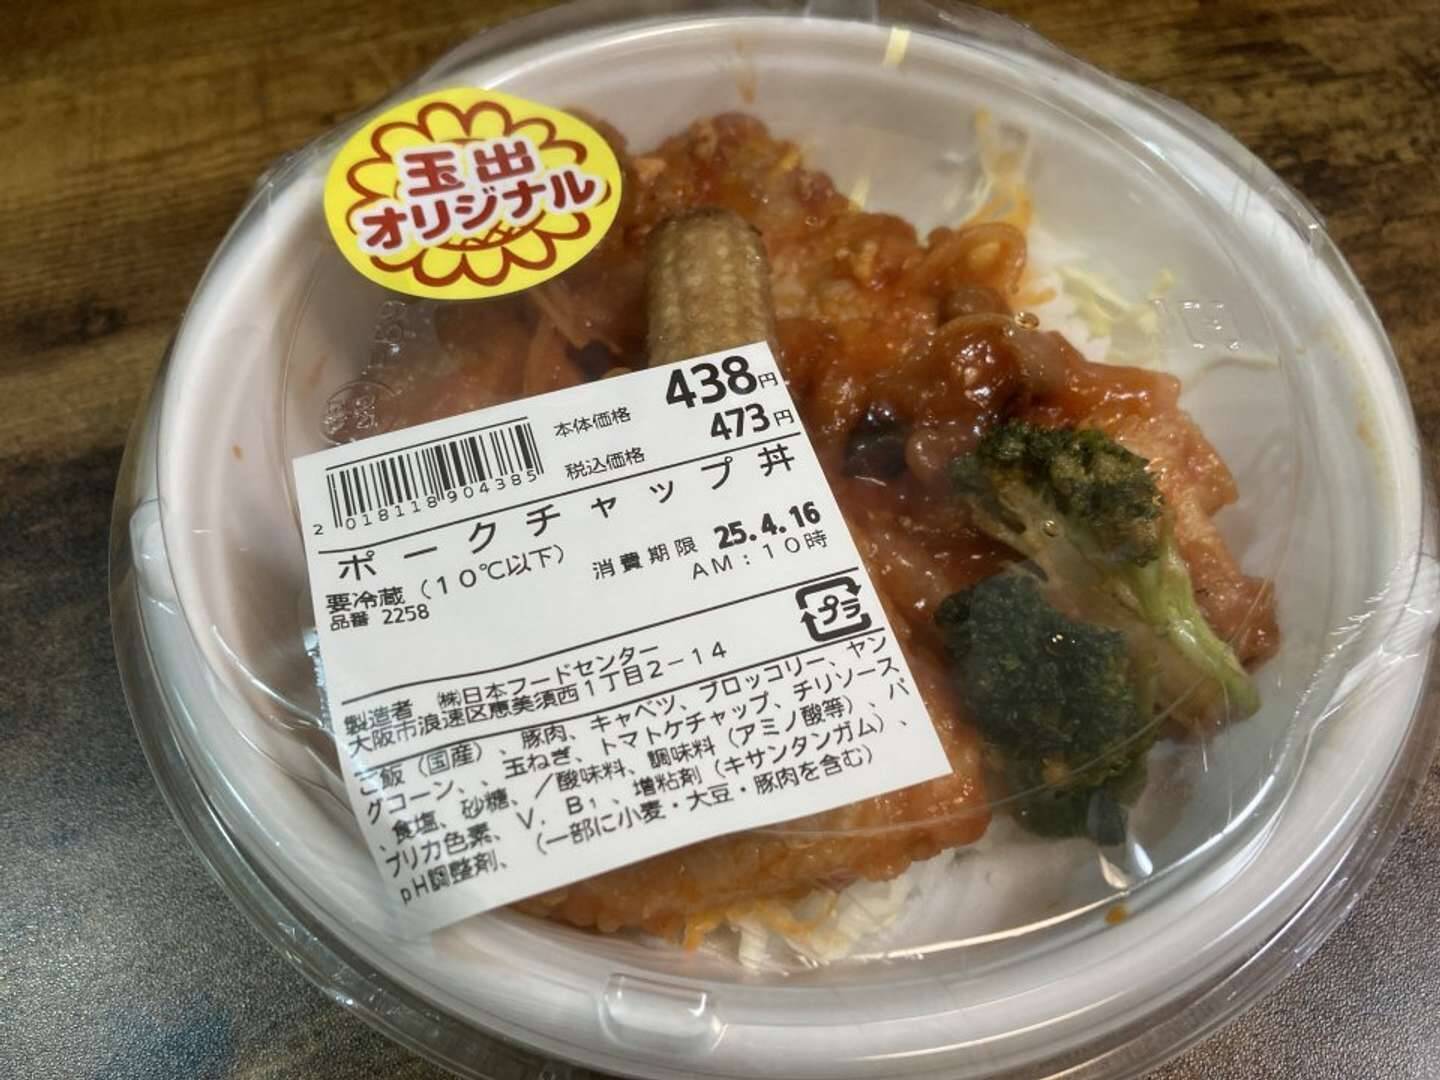 玉出
オリジナル
本体価格 438円
税込価格 473円
2 018118 904385
ポークチャップ丼
要冷蔵(10℃以下)
消費期限 25.4.16
AM:10時
品番 2258
プラ
製造者 ㈱日本フードセンター
大阪市浪速区恵美須西1丁目2-14
ご飯(国産)、豚肉、キャベツ、ブロッコリー、ヤン
グコーン、、玉ねぎ、トマトケチャップ、チリソース
、食塩、砂糖、/酸味料、調味料(アミノ酸等)、パ
プリカ色素、V.B₁、増粘剤(キサンタンガム)、
pH調整剤、(一部に小麦・大豆・豚肉を含む)